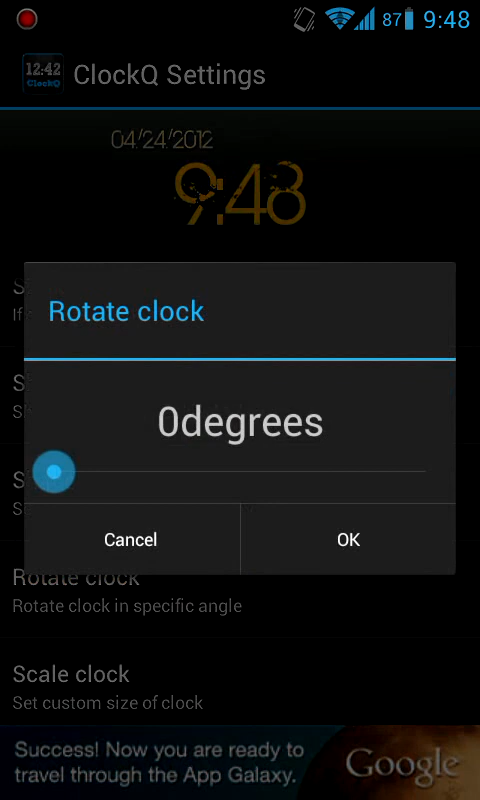 87 9:48
12:42
ClockQ
ClockQ Settings
04/24/2012
9:48
S
If
Rotate clock
S
S
0degrees
S
S
Cancel OK
Rotate clock
Rotate clock in specific angle
Scale clock
Set custom size of clock
Success! Now you are ready to
travel through the App Galaxy.
Google